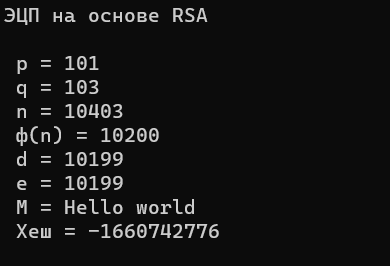 ЭЦП на основе RSA
p = 101
q = 103
n = 10403
ф(n) = 10200
d = 10199
e = 10199
M = Hello world
Хеш = -1660742776